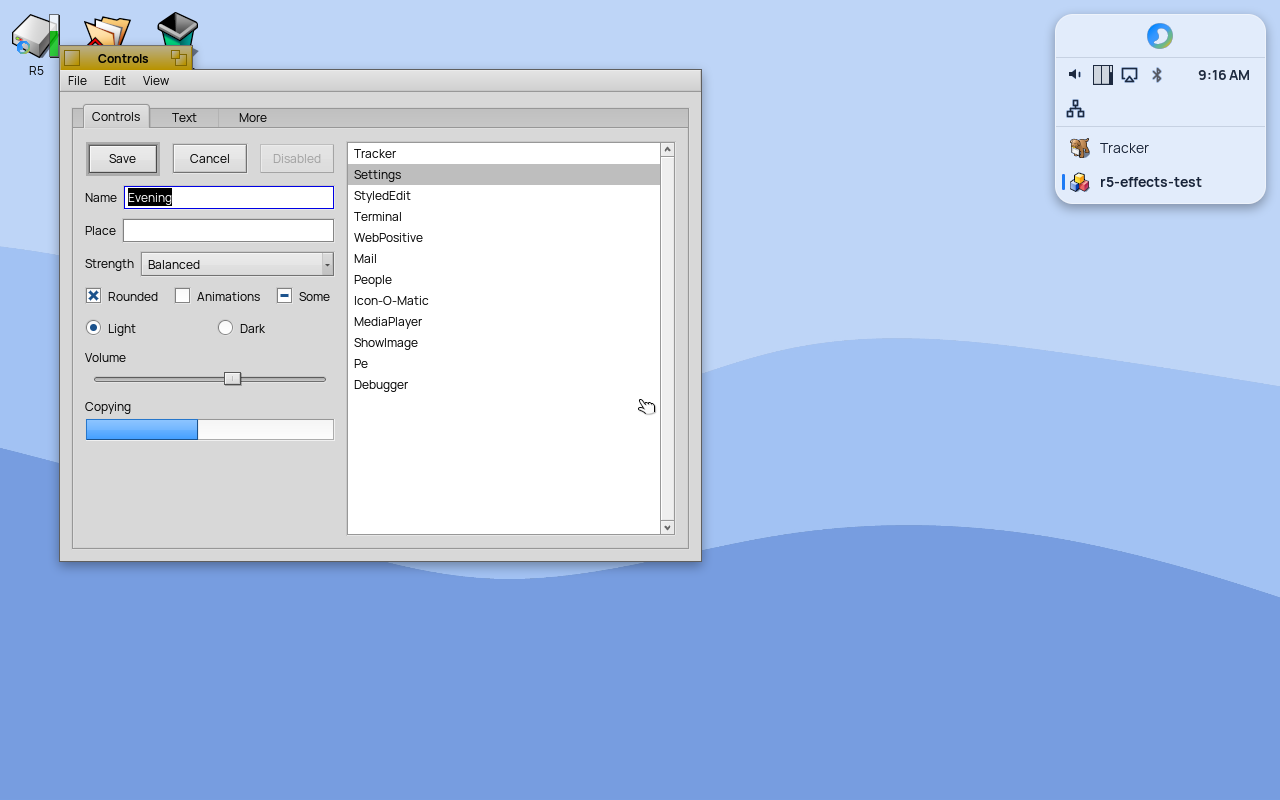 R5
Controls
File Edit View
Controls Text More
Save Cancel Disabled
Name Evening
Place
Strength Balanced
Rounded Animations Some
Light Dark
Volume
Copying
Tracker
Settings
StyledEdit
Terminal
WebPositive
Mail
People
Icon-O-Matic
MediaPlayer
ShowImage
Pe
Debugger
9:16 AM
Tracker
r5-effects-test